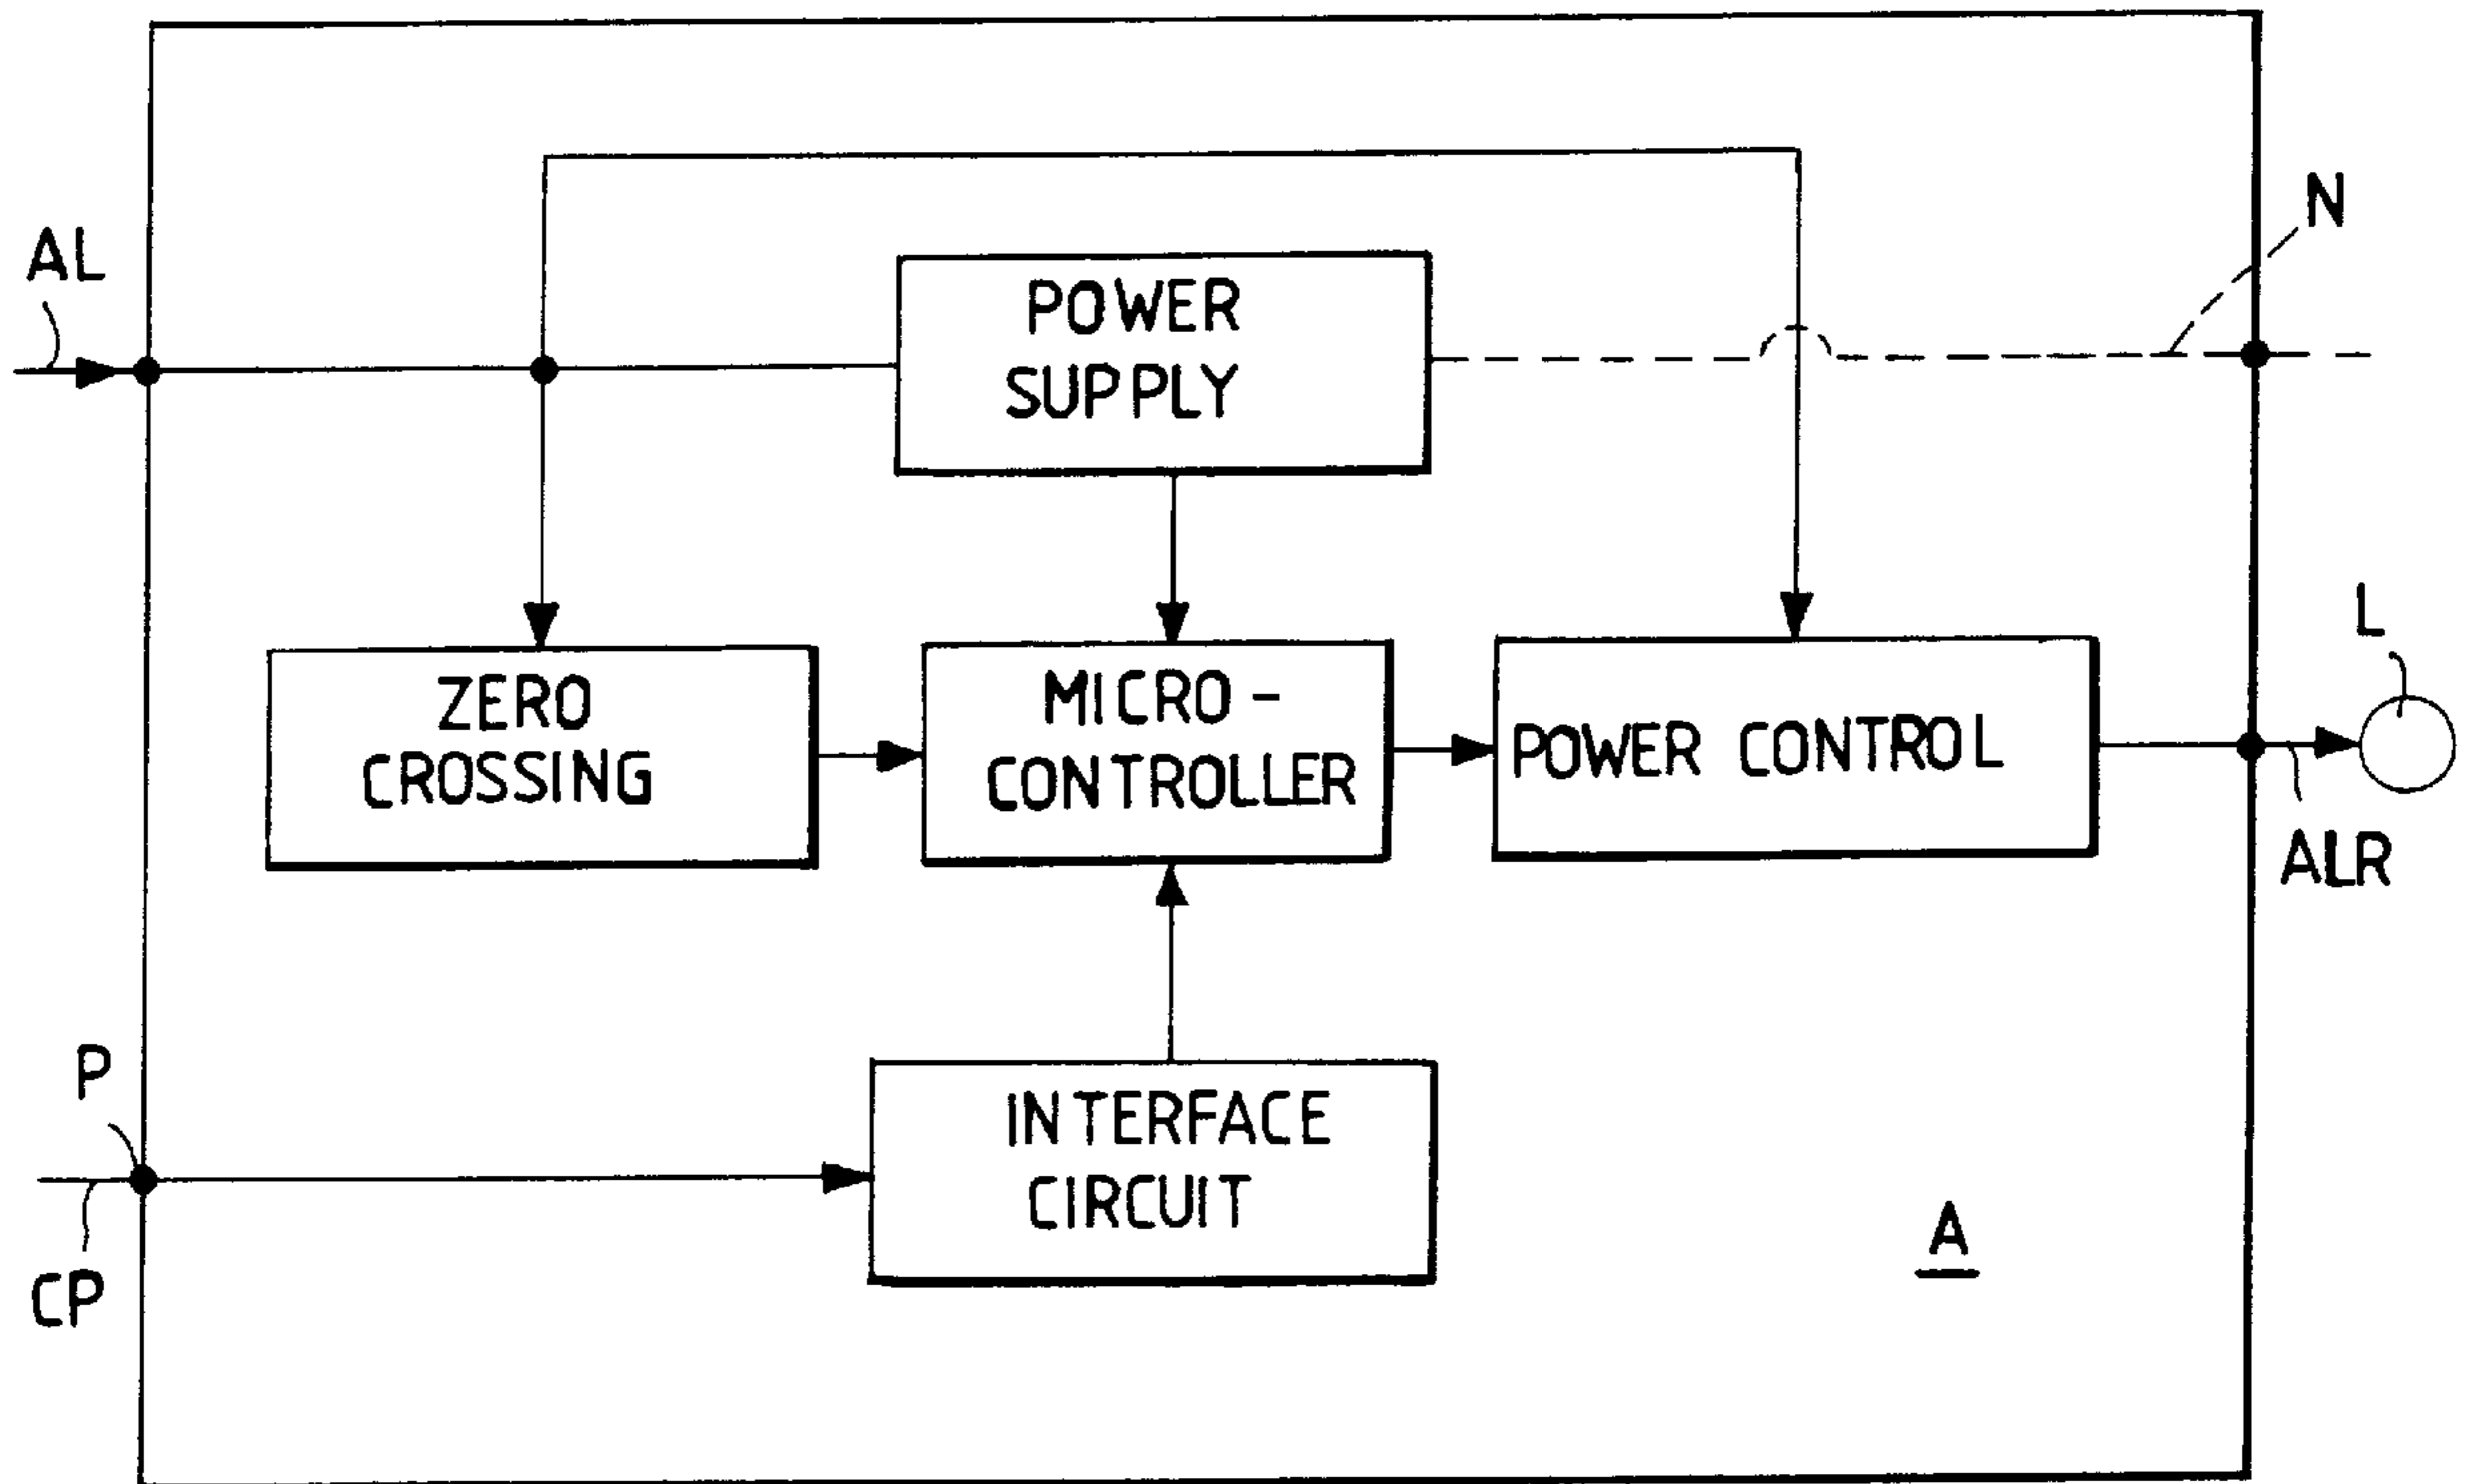 N
AL
POWER
SUPPLY
L
ZERO
CROSSING
MICRO-
CONTROLLER
POWER CONTROL
ALR
P
INTERFACE
CIRCUIT
A
CP